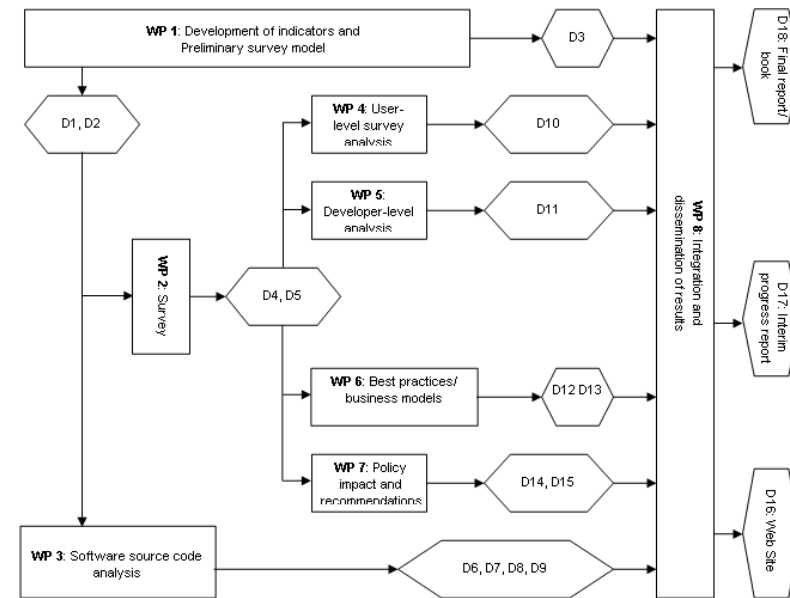 WP 1: Development of indicators and
Preliminary survey model
D3
D18: Final report/
book
D1, D2
WP 4: User-
level survey
analysis
D10
WP 5:
Developer-level
analysis
D11
WP 2: Survey
D4, D5
WP 8: Integration and
dissemination of results
D17: Interim
progress report
WP 6: Best practices/
business models
D12 D13
WP 7: Policy
impact and
recommendations
D14, D15
D16: Web Site
WP 3: Software source code
analysis
D6, D7, D8, D9